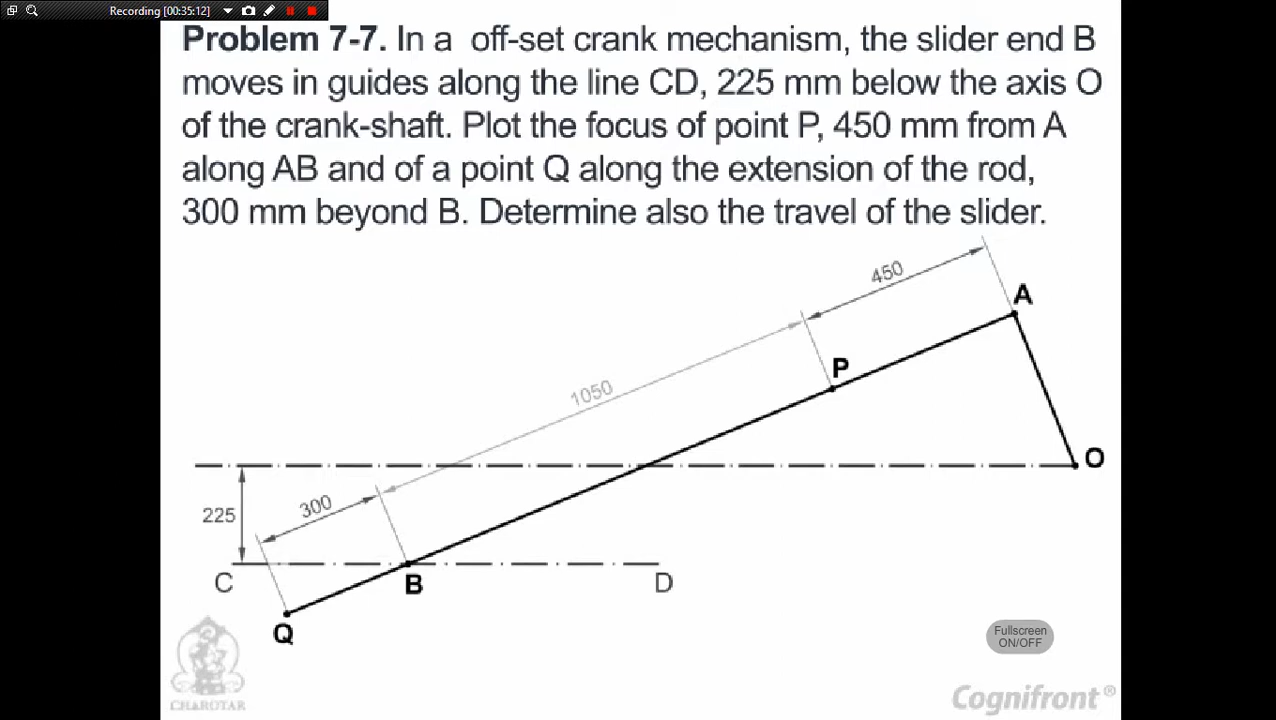 Recording [00:35:12]
Problem 7-7. In a off-set crank mechanism, the slider end B
moves in guides along the line CD, 225 mm below the axis O
of the crank-shaft. Plot the focus of point P, 450 mm from A
along AB and of a point Q along the extension of the rod,
300 mm beyond B. Determine also the travel of the slider.
450
A
P
1050
O
300
225
C
B
D
Q
Fullscreen
ON/OFF
CHAROTAR
Cognifront®